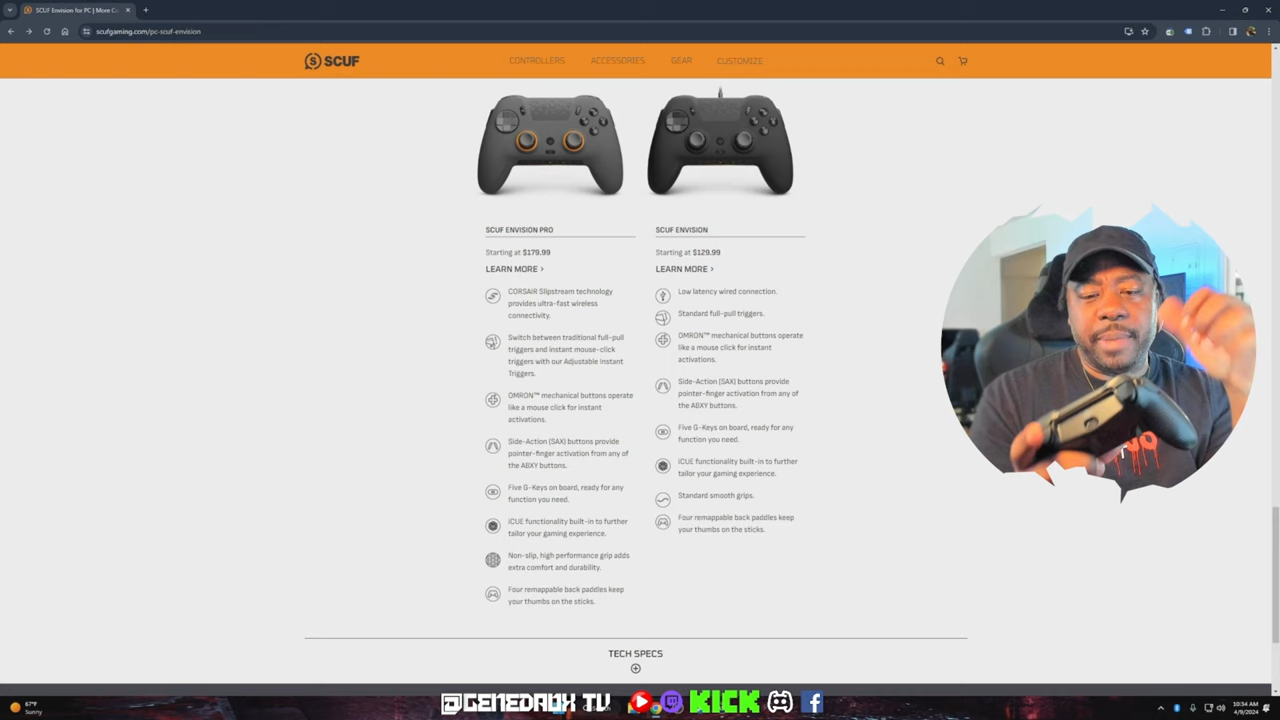 SCUF Envision for PC | More Co
scufgaming.com/pc-scuf-envision
SCUF
CONTROLLERS
ACCESSORIES
GEAR
CUSTOMIZE
SCUF ENVISION PRO
Starting at $179.99
LEARN MORE >
CORSAIR Slipstream technology
provides ultra-fast wireless
connectivity.
Switch between traditional full-pull
triggers and instant mouse-click
triggers with our Adjustable Instant
Triggers.
OMRON™ mechanical buttons operate
like a mouse click for instant
activations.
Side-Action (SAX) buttons provide
pointer-finger activation from any of
the ABXY buttons.
Five G-Keys on board, ready for any
function you need.
iCUE functionality built-in to further
tailor your gaming experience.
Non-slip, high performance grip adds
extra comfort and durability.
Four remappable back paddles keep
your thumbs on the sticks.
SCUF ENVISION
Starting at $129.99
LEARN MORE >
Low latency wired connection.
Standard full-pull triggers.
OMRON™ mechanical buttons operate
like a mouse click for instant
activations.
Side-Action (SAX) buttons provide
pointer-finger activation from any of
the ABXY buttons.
Five G-Keys on board, ready for any
function you need.
iCUE functionality built-in to further
tailor your gaming experience.
Standard smooth grips.
Four remappable back paddles keep
your thumbs on the sticks.
TECH SPECS
67°F
Sunny
@GENEDAUX TV
KICK
10:34 AM
4/9/2024